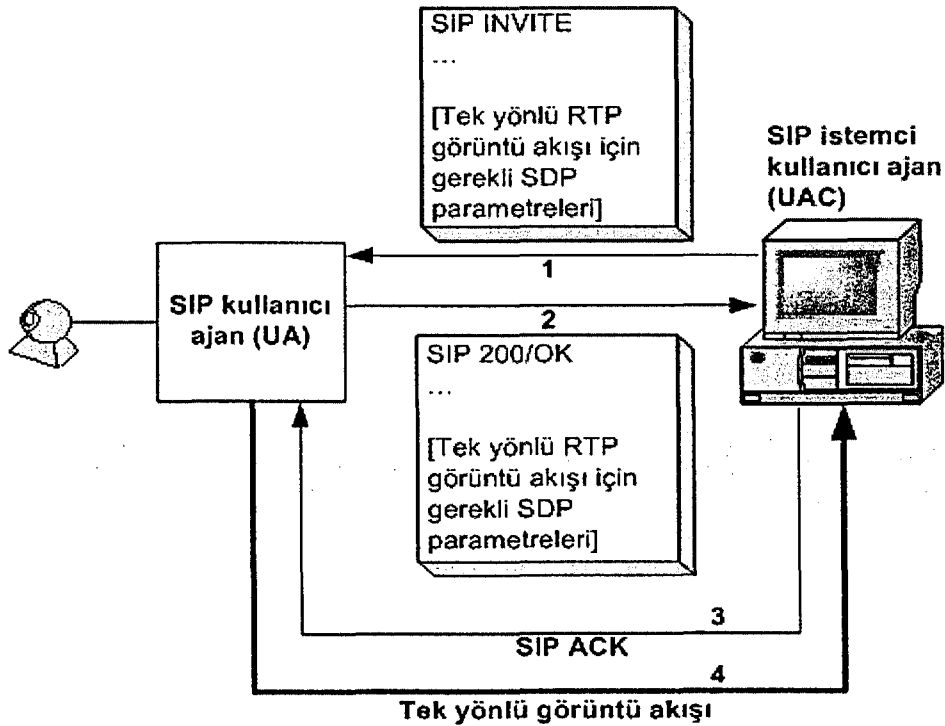 SIP INVITE
...
[Tek yönlü RTP
görüntü akışı için
gerekli SDP
parametreleri]
SIP istemci
kullanıcı ajan
(UAC)
1
SIP kullanıcı
ajan (UA)
2
SIP 200/OK
...
[Tek yönlü RTP
görüntü akışı için
gerekli SDP
parametreleri]
3
SIP ACK
4
Tek yönlü görüntü akışı